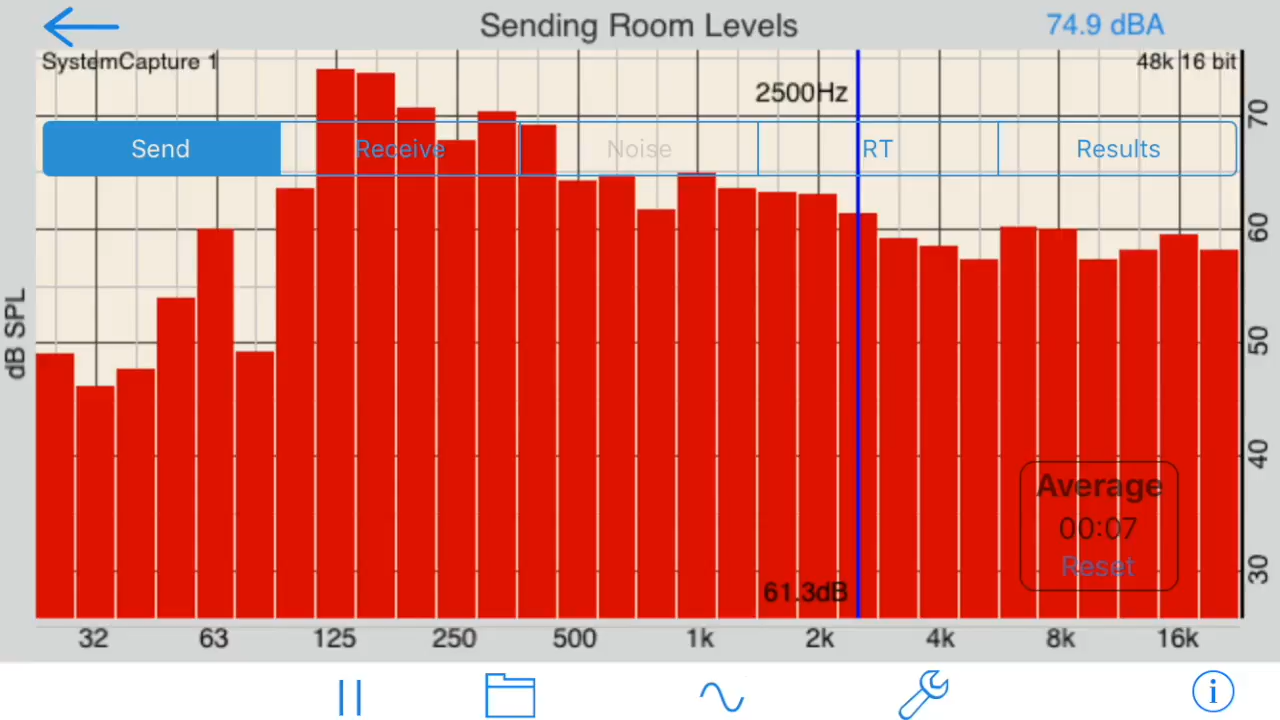 Sending Room Levels
74.9 dBA
SystemCapture 1
48k 16 bit
2500Hz
Send
Receive
Noise
RT
Results
70
60
50
40
30
dB SPL
Average
00:07
Reset
61.3dB
32 63 125 250 500 1k 2k 4k 8k 16k
i